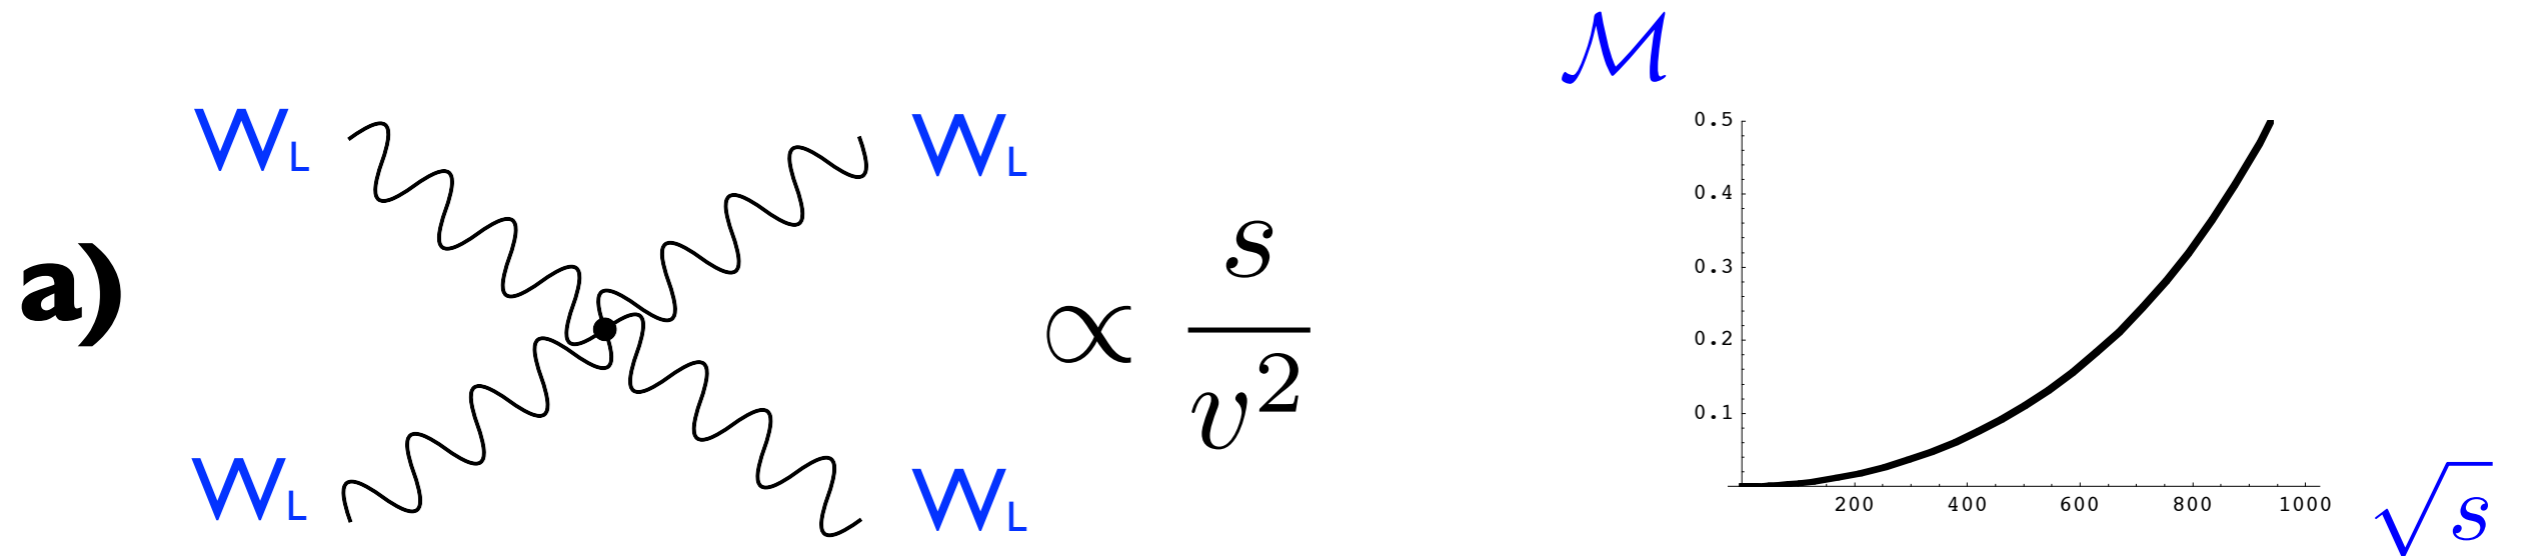 a)
W_L
W_L
W_L
W_L
∝ s/v²
ℳ
0.5
0.4
0.3
0.2
0.1
200 400 600 800 1000
√s